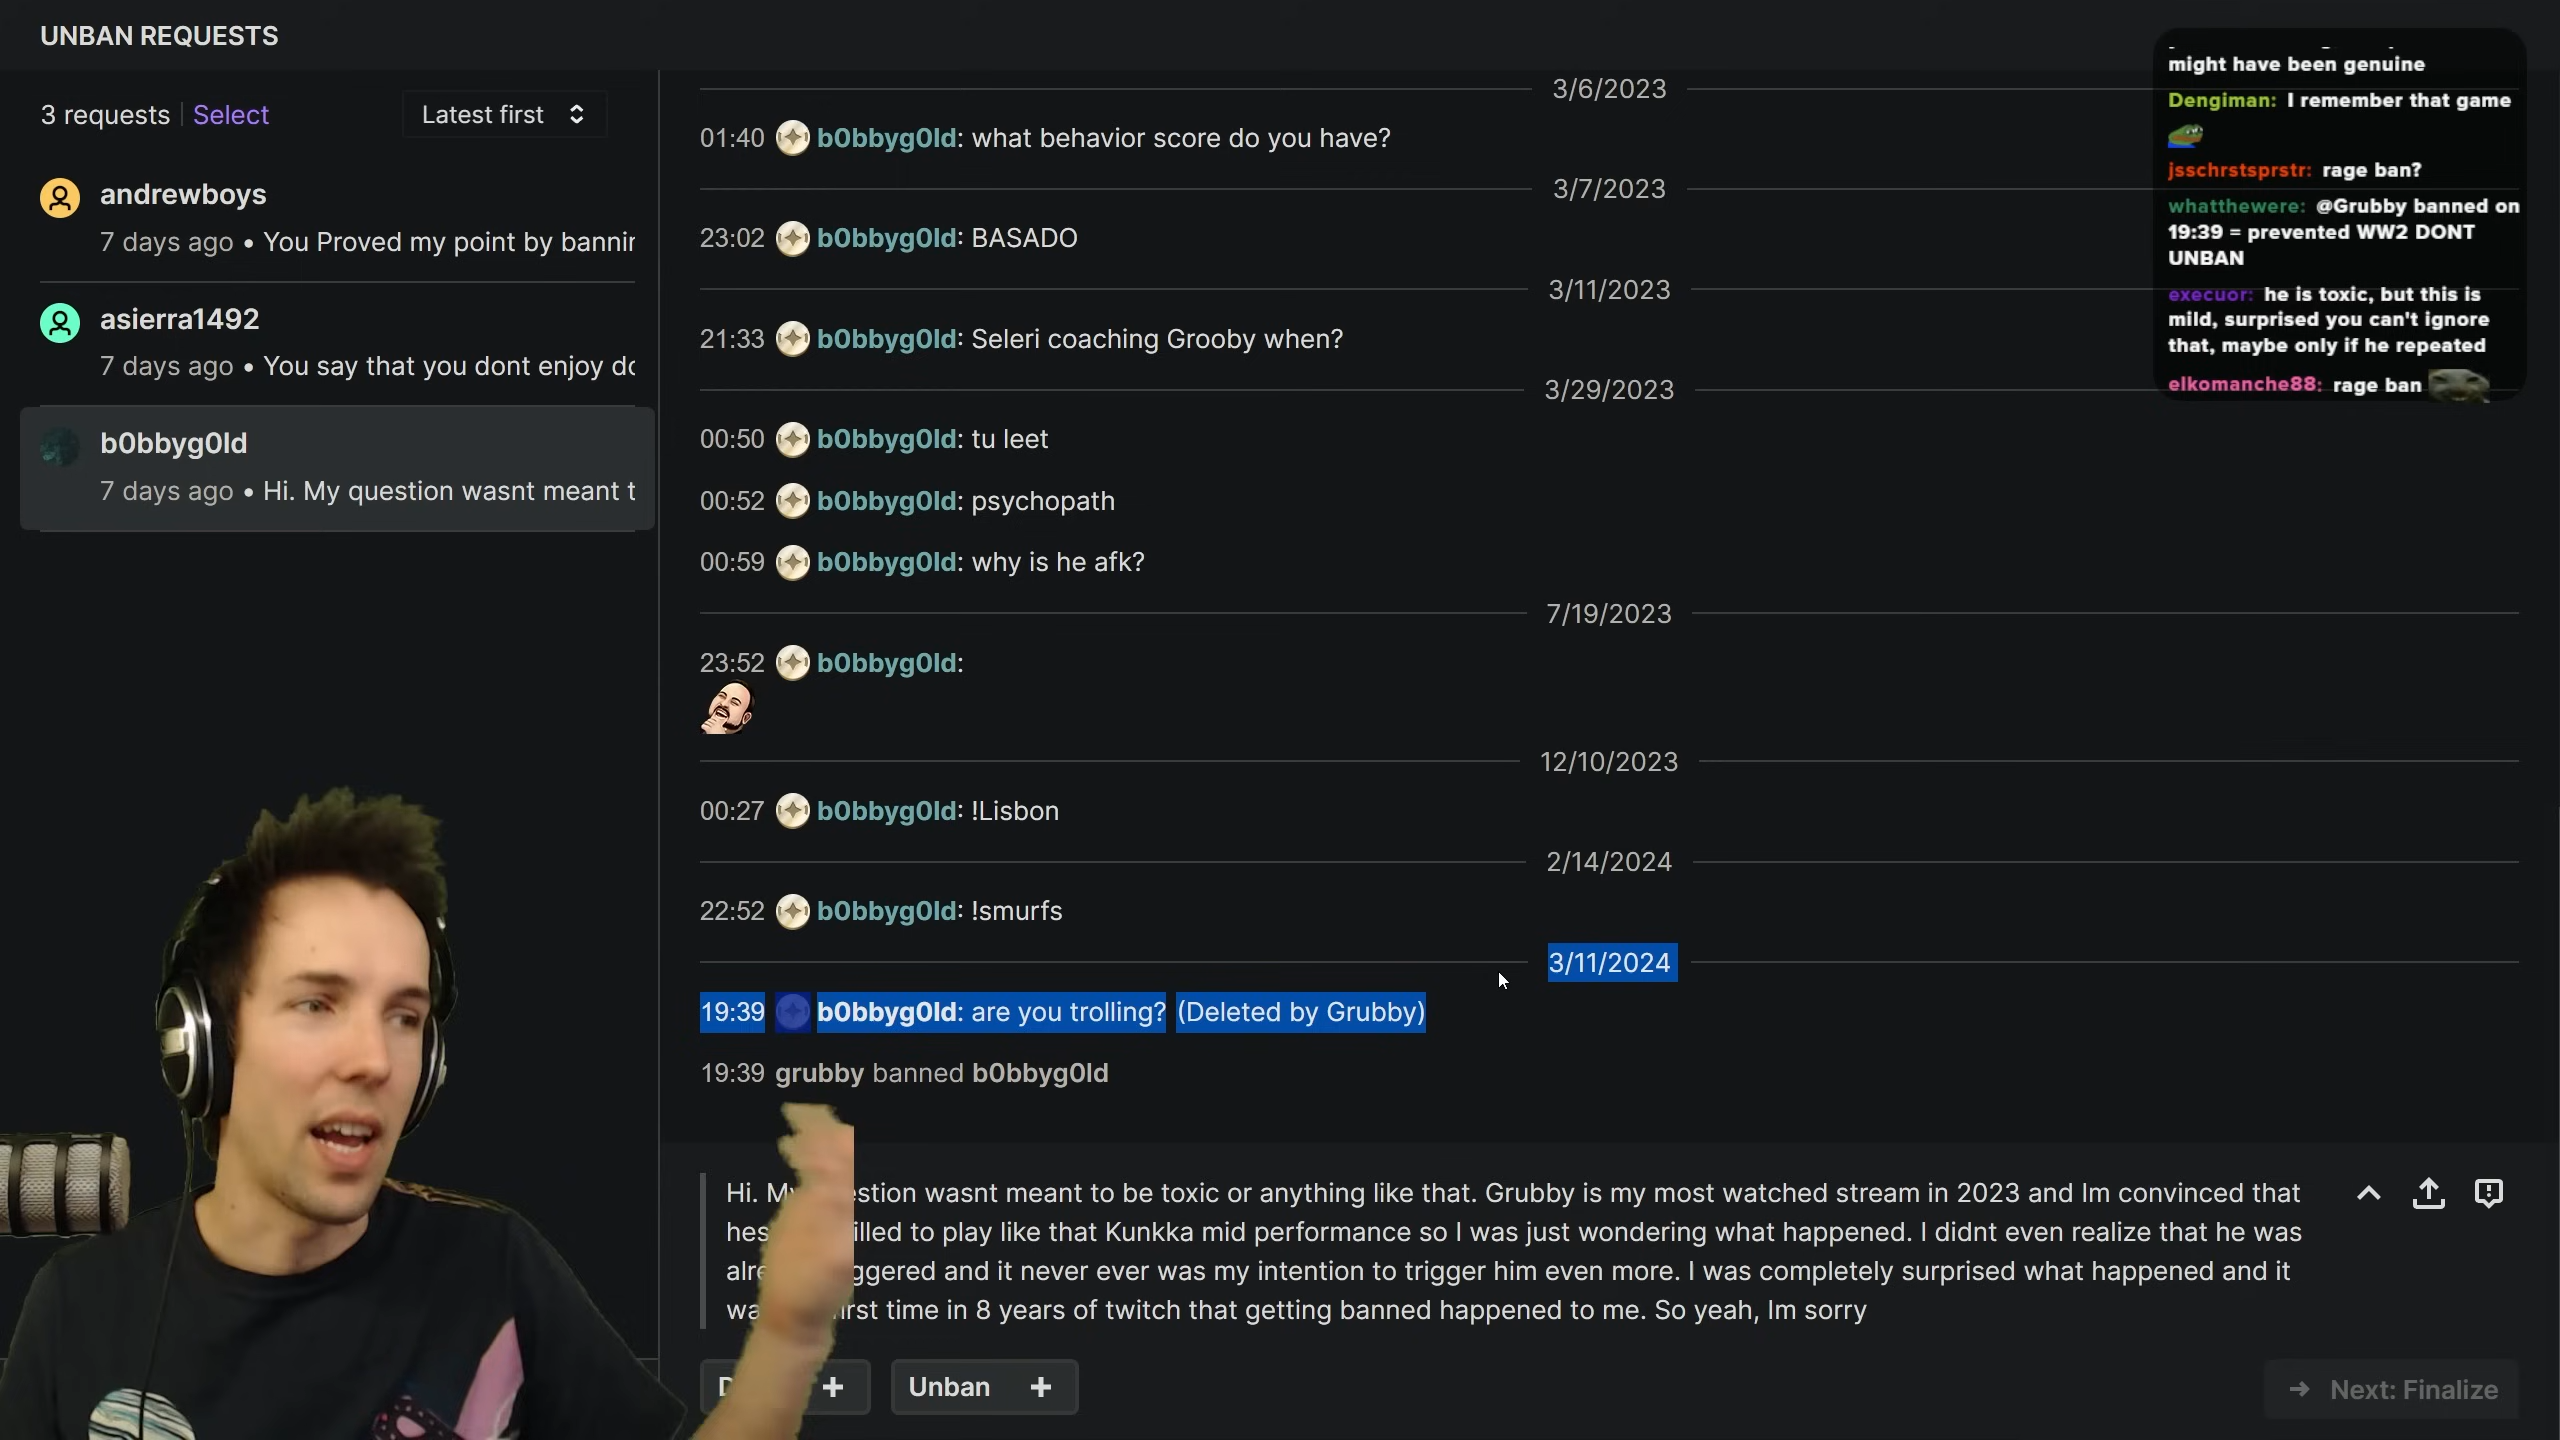 UNBAN REQUESTS
3 requests Select Latest first
andrewboys
7 days ago • You Proved my point by bannin
asierra1492
7 days ago • You say that you dont enjoy do
b0bbyg0ld
7 days ago • Hi. My question wasnt meant t
3/6/2023
01:40 b0bbyg0ld: what behavior score do you have?
3/7/2023
23:02 b0bbyg0ld: BASADO
3/11/2023
21:33 b0bbyg0ld: Seleri coaching Grooby when?
3/29/2023
00:50 b0bbyg0ld: tu leet
00:52 b0bbyg0ld: psychopath
00:59 b0bbyg0ld: why is he afk?
7/19/2023
23:52 b0bbyg0ld:
12/10/2023
00:27 b0bbyg0ld: !Lisbon
2/14/2024
22:52 b0bbyg0ld: !smurfs
3/11/2024
19:39 b0bbyg0ld: are you trolling? (Deleted by Grubby)
19:39 grubby banned b0bbyg0ld
Hi. My estion wasnt meant to be toxic or anything like that. Grubby is my most watched stream in 2023 and Im convinced that
hes illed to play like that Kunkka mid performance so I was just wondering what happened. I didnt even realize that he was
alre ggered and it never ever was my intention to trigger him even more. I was completely surprised what happened and it
wa irst time in 8 years of twitch that getting banned happened to me. So yeah, Im sorry
Unban
Next: Finalize
might have been genuine
Dengiman: I remember that game
jsschrstsprstr: rage ban?
whatthewere: @Grubby banned on
19:39 = prevented WW2 DONT
UNBAN
execuor: he is toxic, but this is
mild, surprised you can't ignore
that, maybe only if he repeated
elkomanche88: rage ban